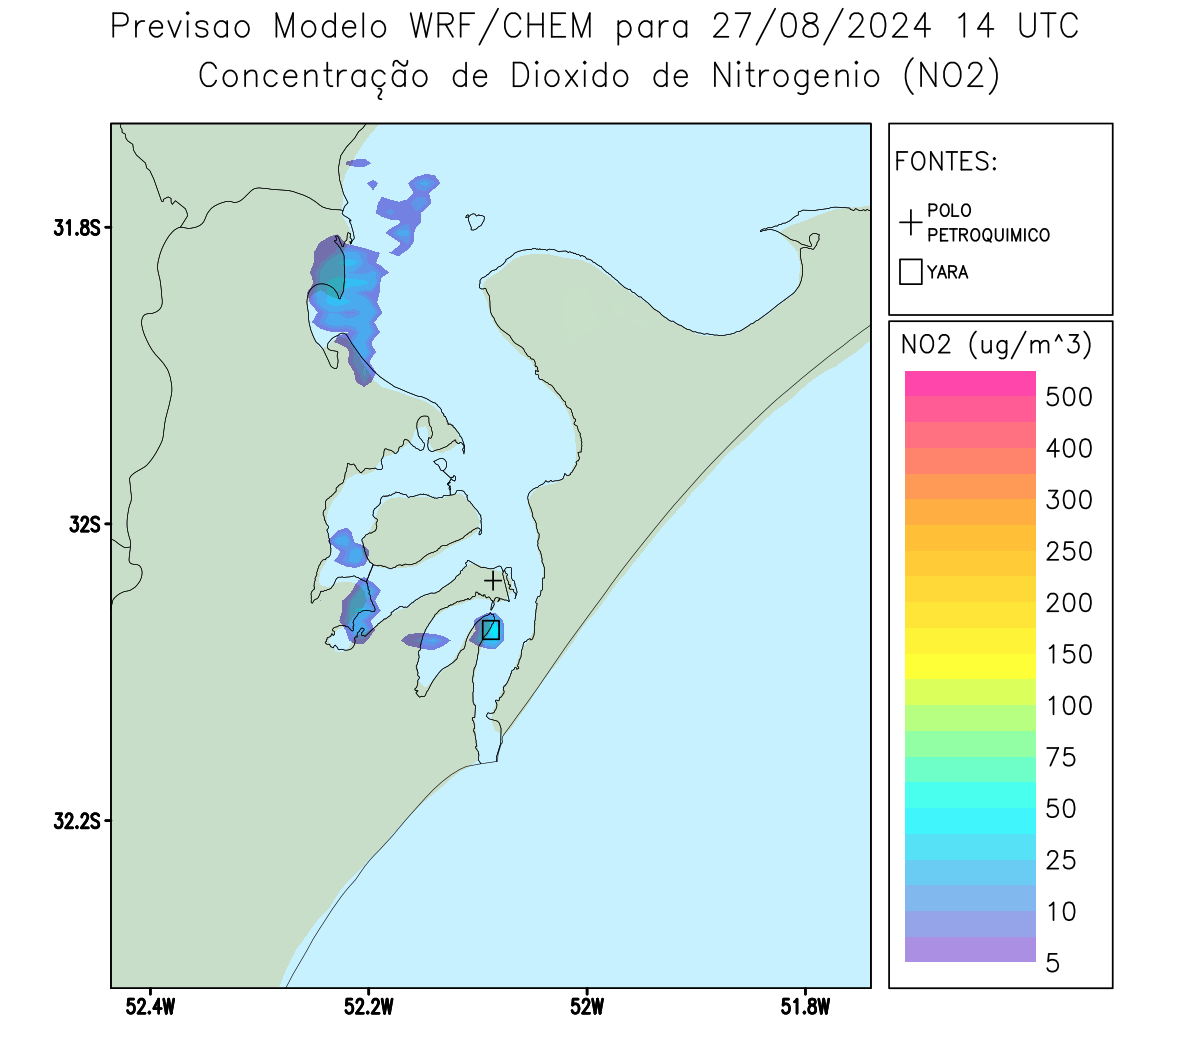 Previsao Modelo WRF/CHEM para 27/08/2024 14 UTC
Concentração de Dioxido de Nitrogenio (NO2)
FONTES:
POLO
PETROQUIMICO
YARA
31.8S
32S
32.2S
52.4W
52.2W
52W
51.8W
NO2 (ug/m^3)
500
400
300
250
200
150
100
75
50
25
10
5